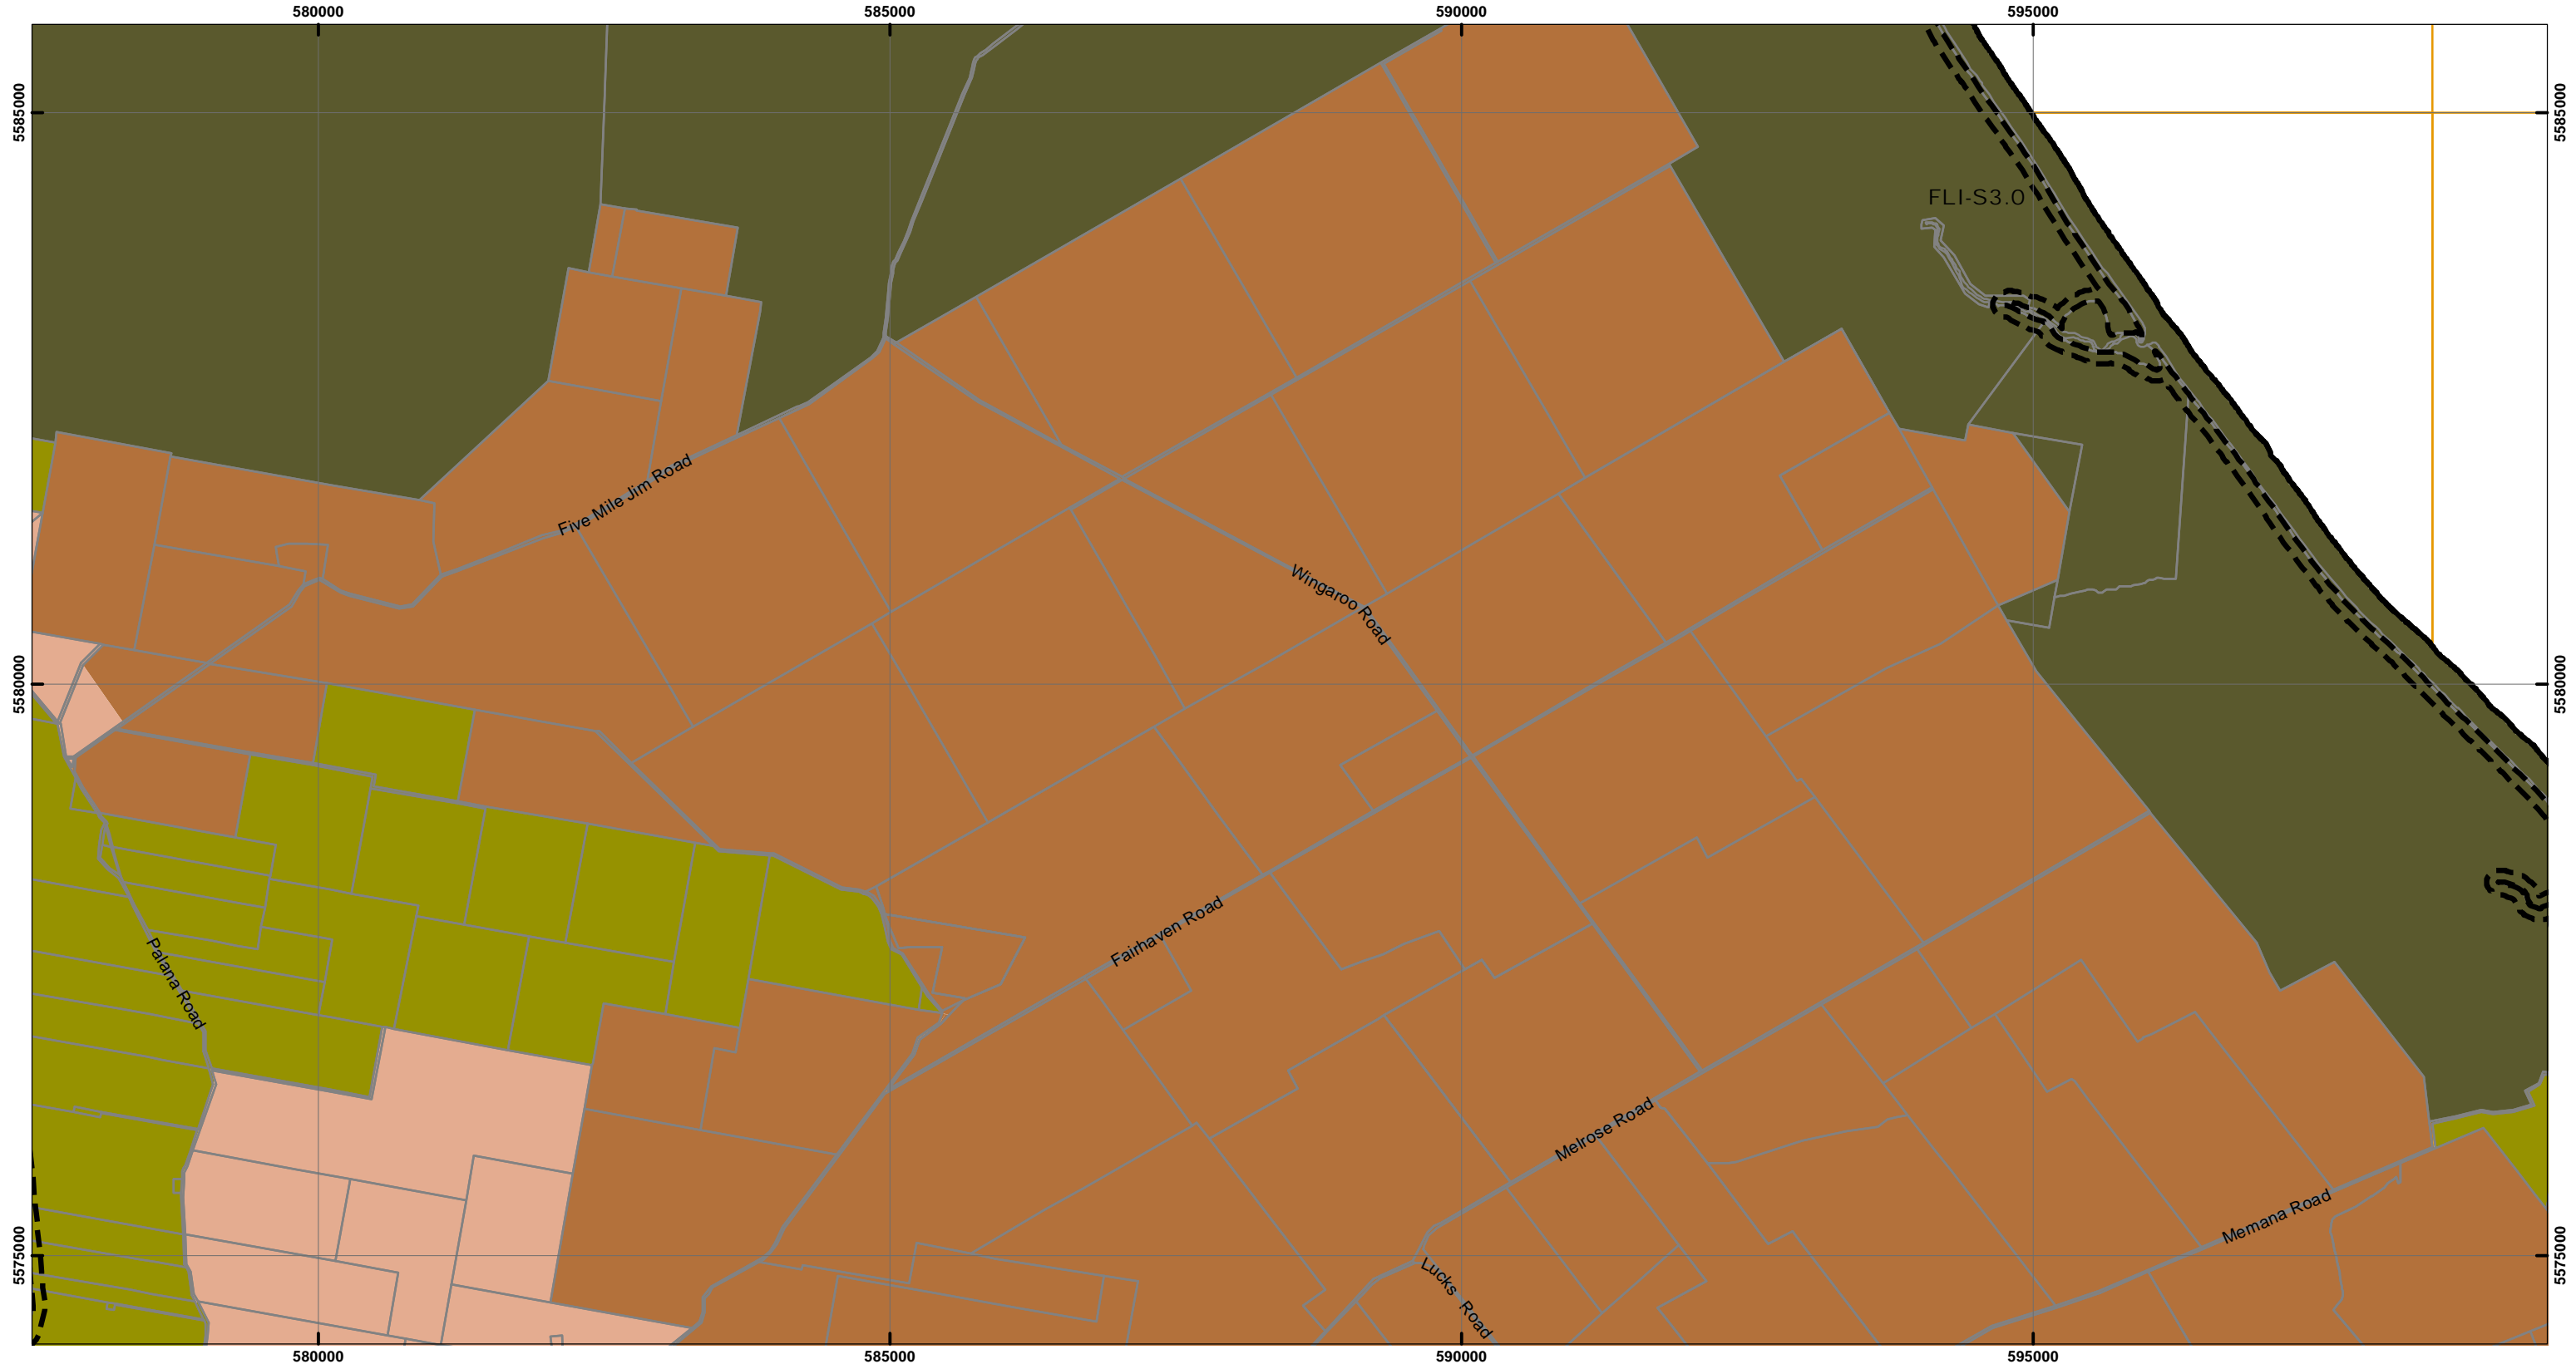 580000 585000 590000 595000
5585000 5585000
FLI-S3.0
Five Mile Jim Road
Wingaroo Road
5580000 5580000
Fairhaven Road
Palana Road
Melrose Road
Memana Road
5575000 5575000
Lucks Road
580000 585000 590000 595000